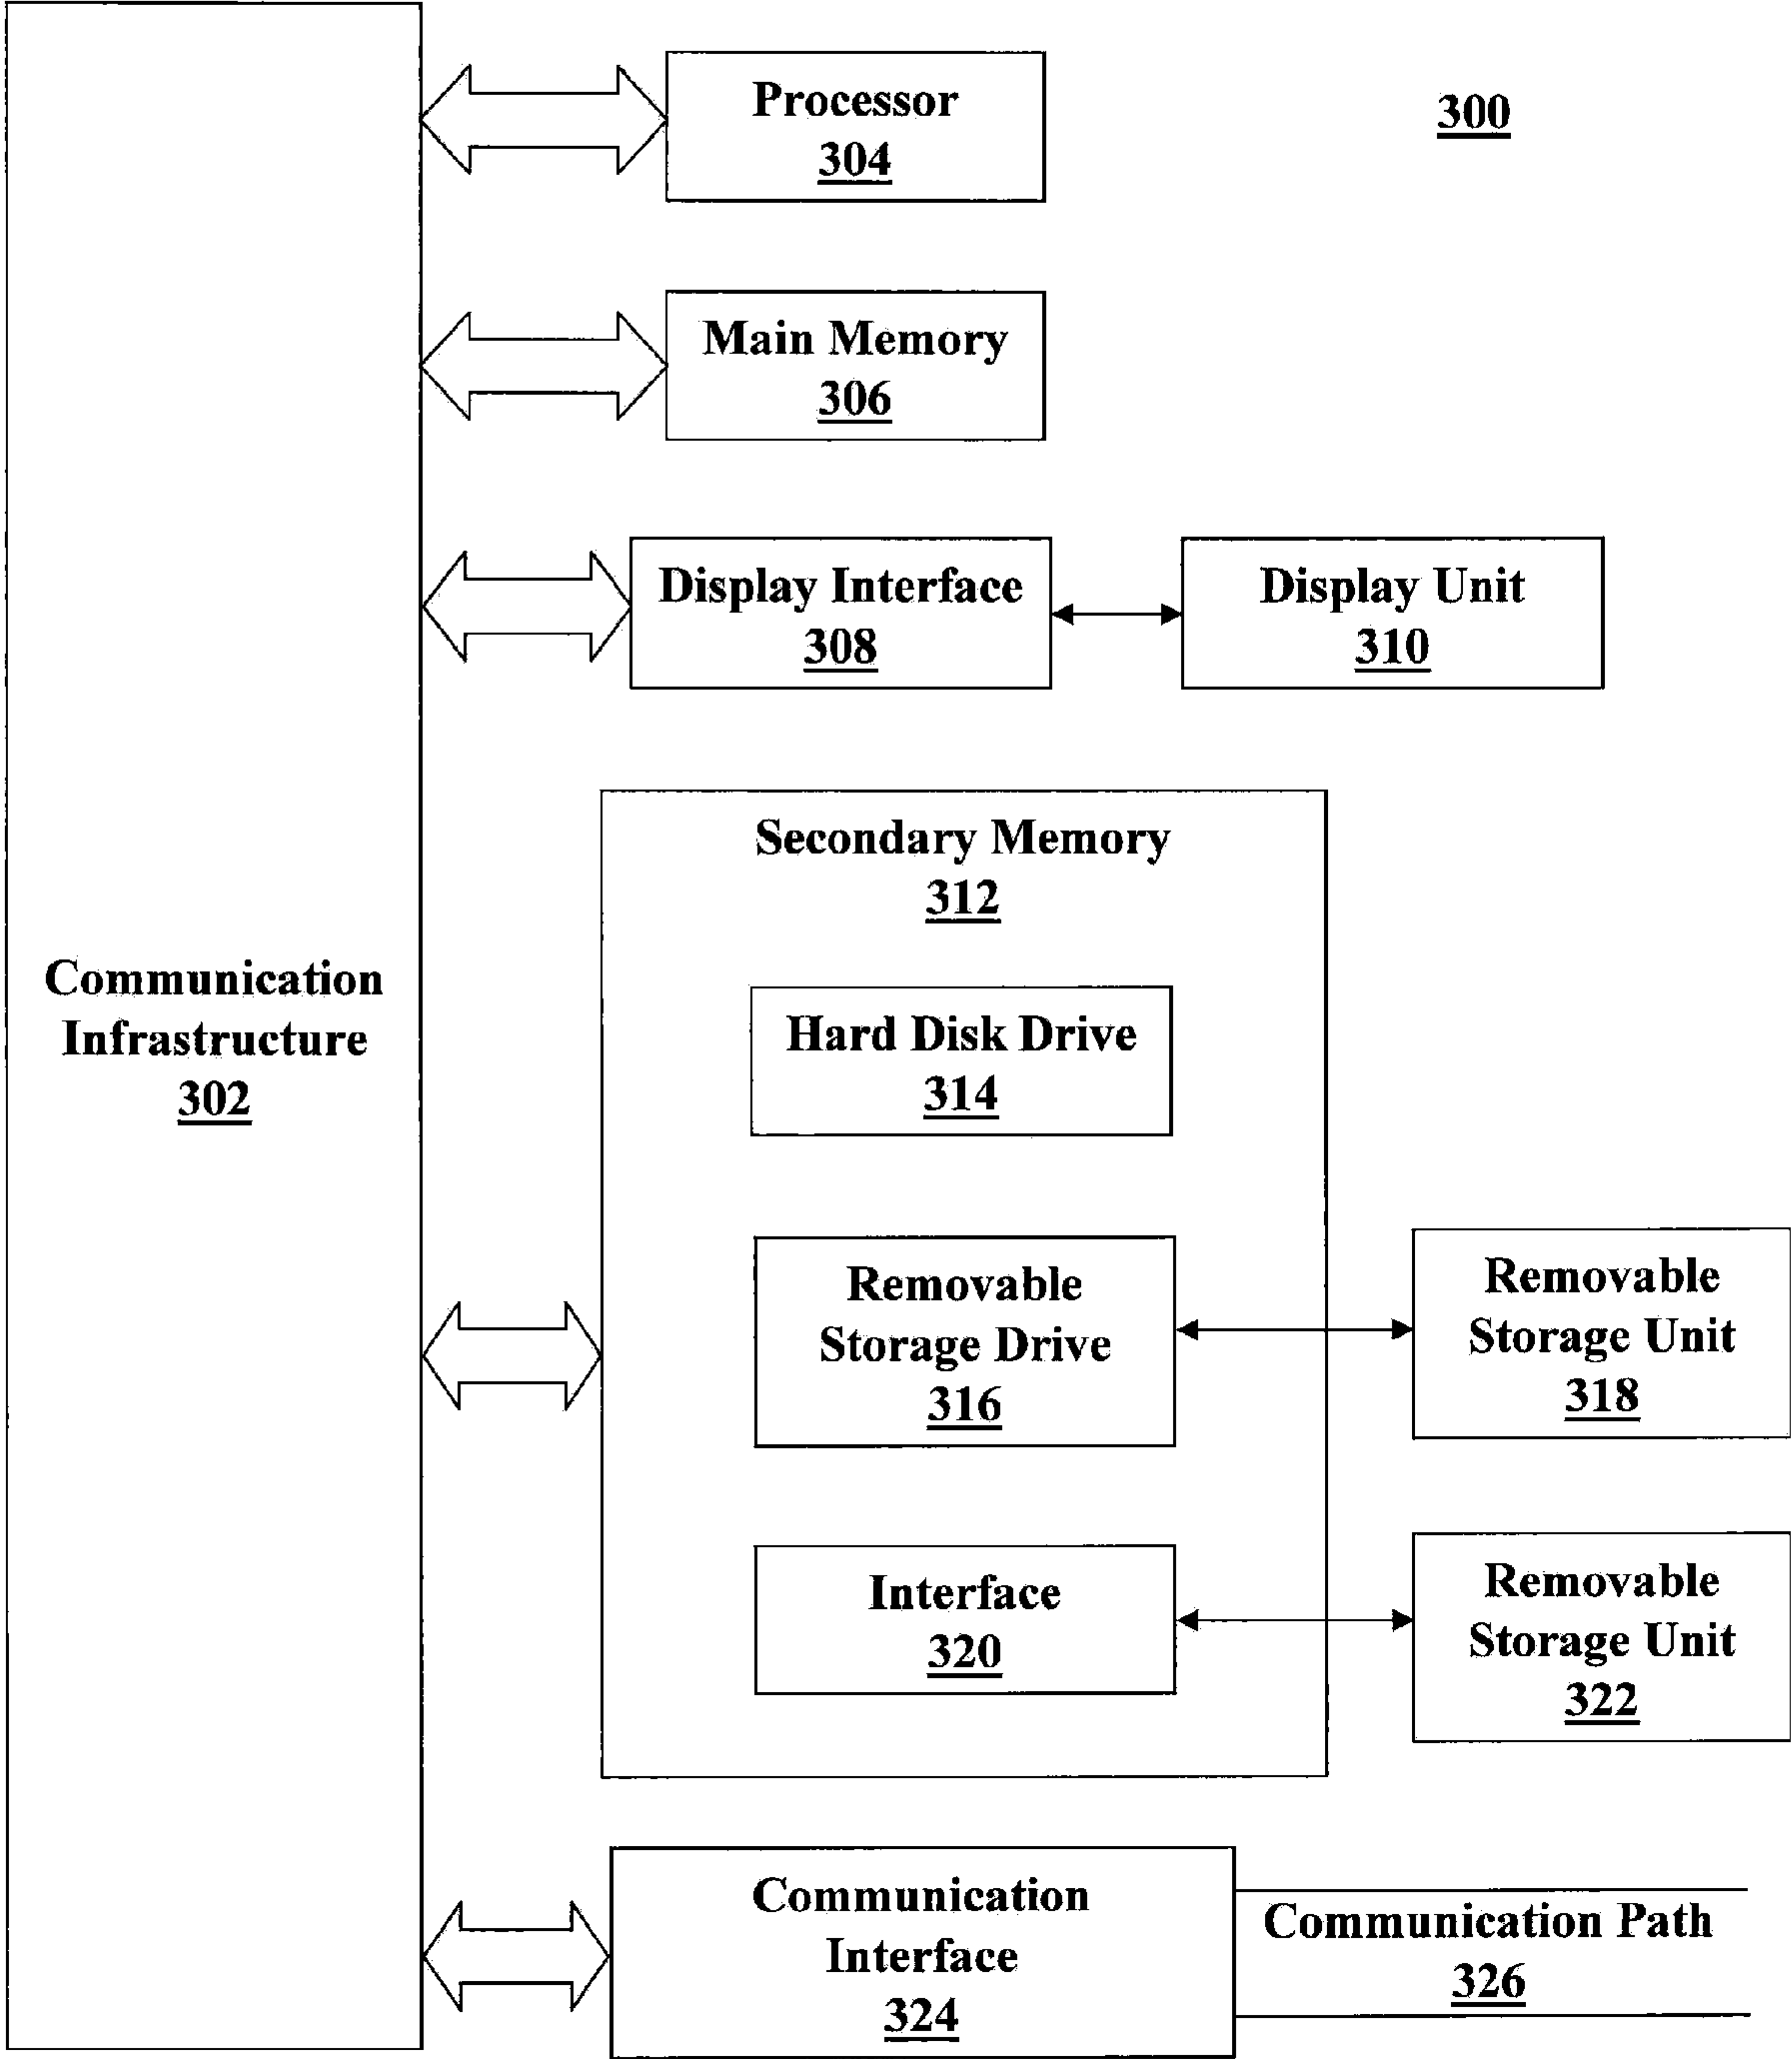 Processor
304
300
Main Memory
306
Display Interface
308
Display Unit
310
Secondary Memory
312
Communication
Infrastructure
302
Hard Disk Drive
314
Removable
Storage Drive
316
Removable
Storage Unit
318
Interface
320
Removable
Storage Unit
322
Communication
Interface
324
Communication Path
326